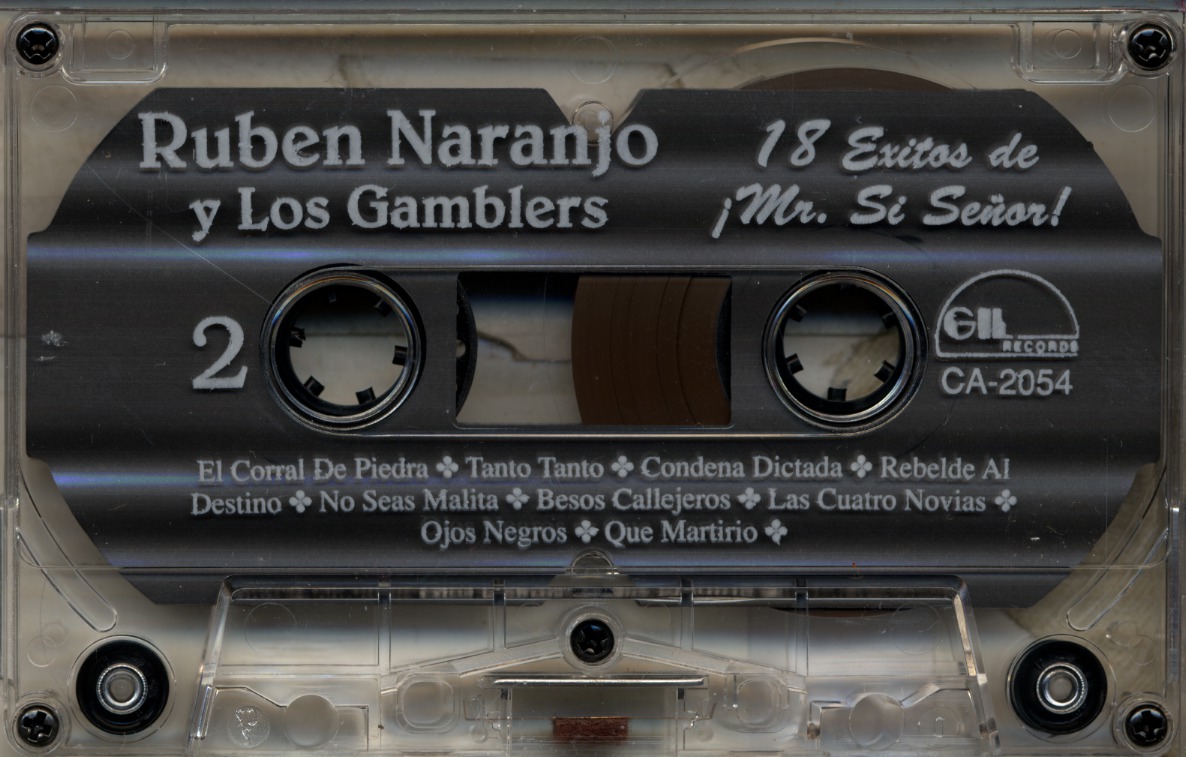 Ruben Naranjo
y Los Gamblers
18 Exitos de
¡Mr. Si Señor!
2
GIL
RECORDS
CA-2054
El Corral De Piedra ✤ Tanto Tanto ✤ Condena Dictada ✤ Rebelde Al
Destino ✤ No Seas Malita ✤ Besos Callejeros ✤ Las Cuatro Novias ✤
Ojos Negros ✤ Que Martirio ✤